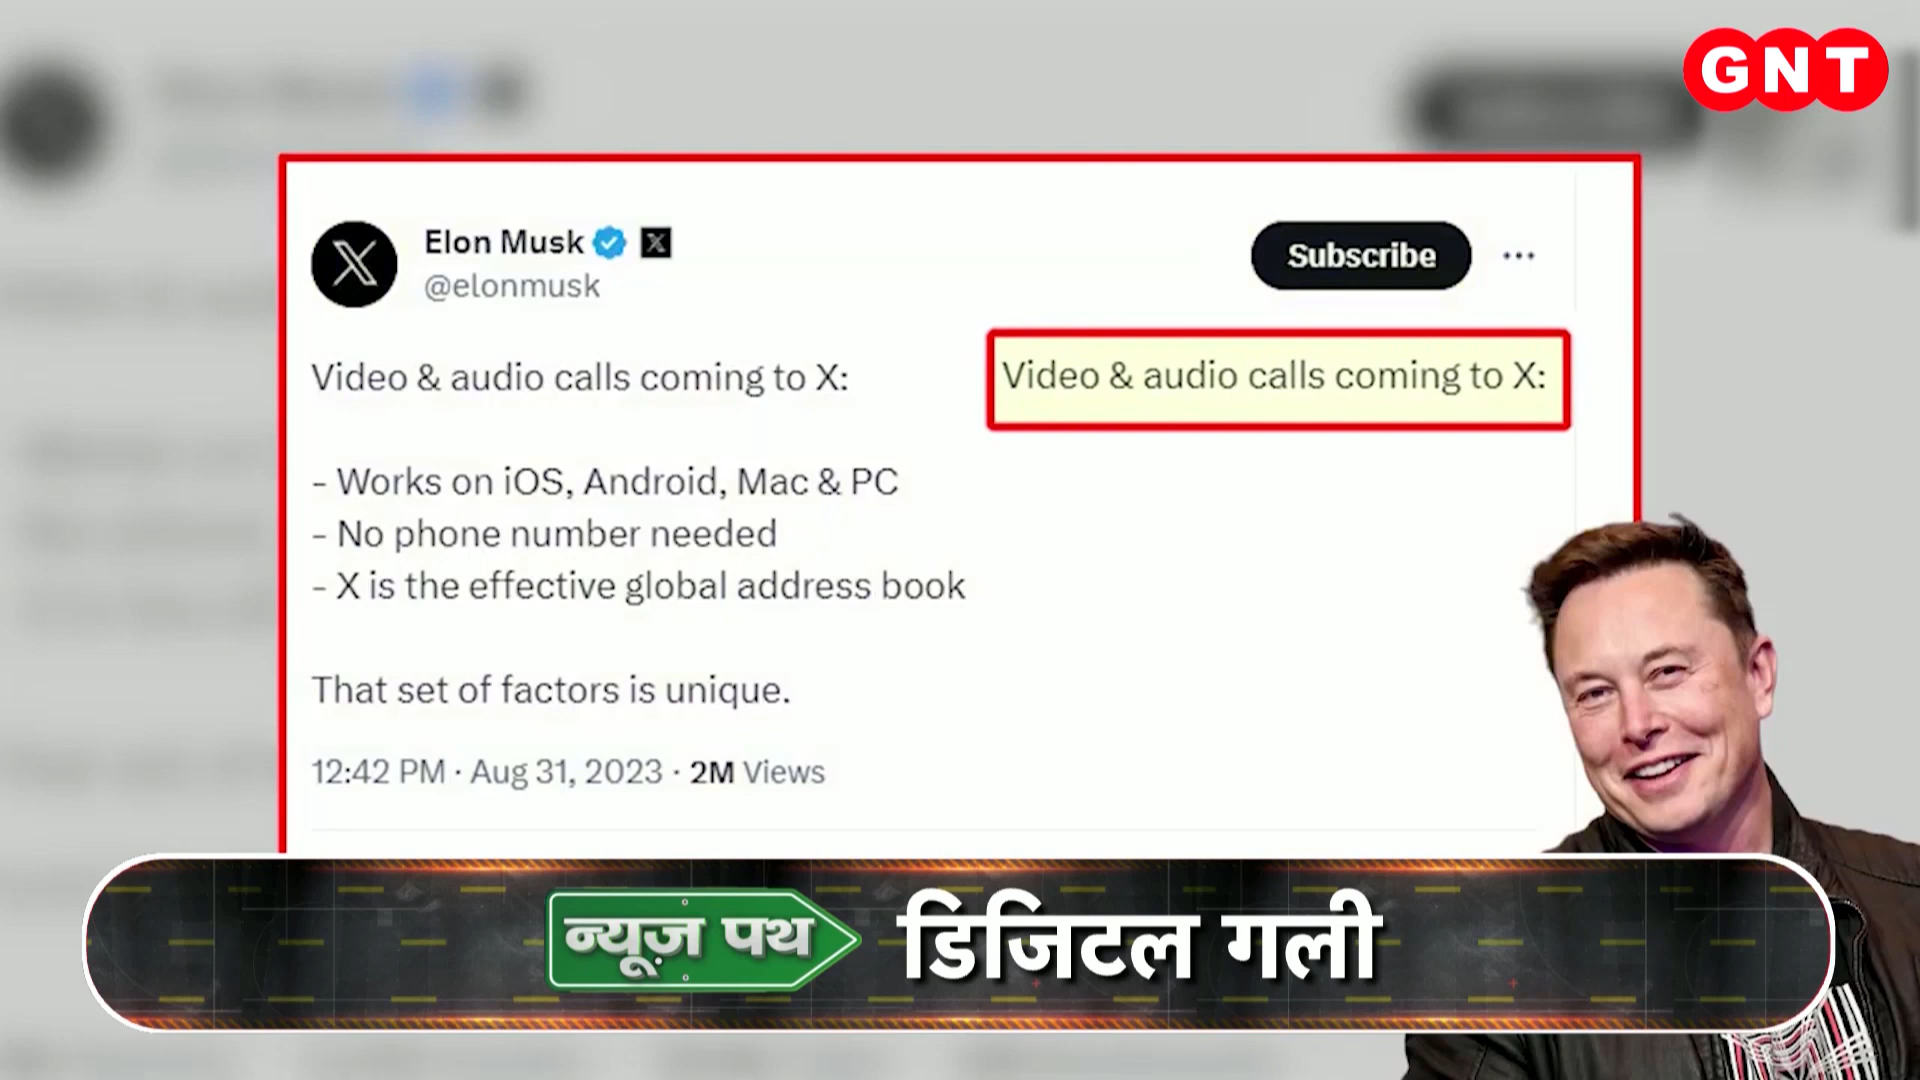 GNT
Elon Musk
@elonmusk
Subscribe
Video & audio calls coming to X:
Video & audio calls coming to X:
- Works on iOS, Android, Mac & PC
- No phone number needed
- X is the effective global address book
That set of factors is unique.
12:42 PM · Aug 31, 2023 · 2M Views
न्यूज़ पथ डिजिटल गली